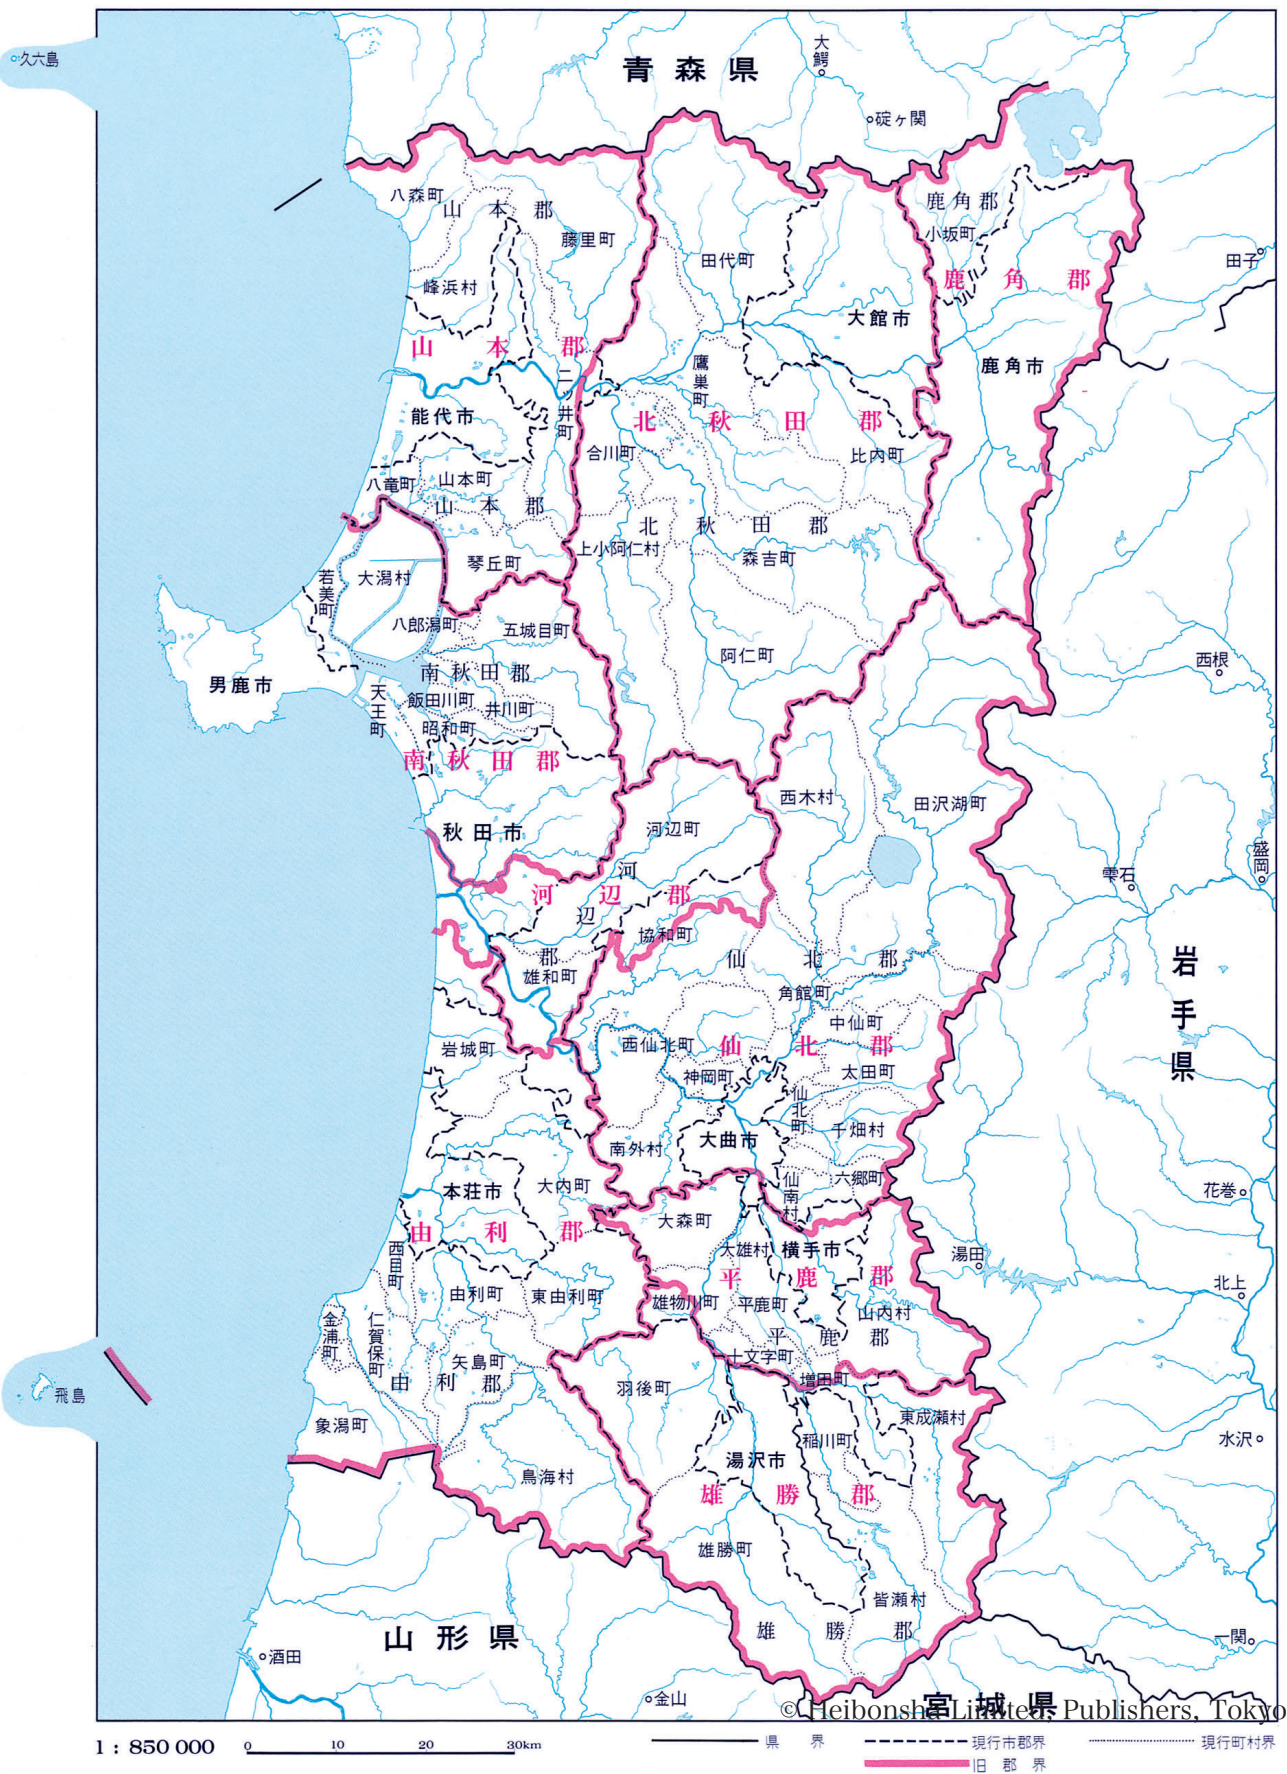 久六島
青森県
大鰐
碇ヶ関
八森町
山本郡
藤里町
峰浜村
山本郡
田代町
大館市
鹿角郡
小坂町
鹿角郡
鹿角市
田子
二ツ井町
鷹巣町
能代市
北秋田郡
合川町
比内町
八竜町
山本町
山本郡
北秋田郡
上小阿仁村
森吉町
琴丘町
若美町
大潟村
八郎潟町
五城目町
阿仁町
南秋田郡
男鹿市
天王町
飯田川町
井川町
昭和町
南秋田郡
西根
西木村
田沢湖町
秋田市
河辺町
河辺郡
河辺郡
雫石
盛岡
協和町
雄和町
仙北郡
角館町
中仙町
岩手県
岩城町
西仙北町
仙北郡
神岡町
太田町
仙北町
千畑村
大曲市
南外村
六郷町
仙南村
本荘市
大内町
由利郡
西目町
大森町
大雄村
横手市
平鹿郡
花巻
湯田
北上
由利町
東由利町
雄物川町
平鹿町
山内村
平鹿郡
十文字町
増田町
金浦町
仁賀保町
矢島町
由利郡
飛島
象潟町
鳥海村
羽後町
東成瀬村
稲川町
湯沢市
雄勝郡
水沢
雄勝町
皆瀬村
雄勝郡
山形県
酒田
金山
一関
宮城県
© Heibonsha Limited, Publishers, Tokyo
1 : 850 000
0 10 20 30km
県界
現行市郡界
現行町村界
旧郡界